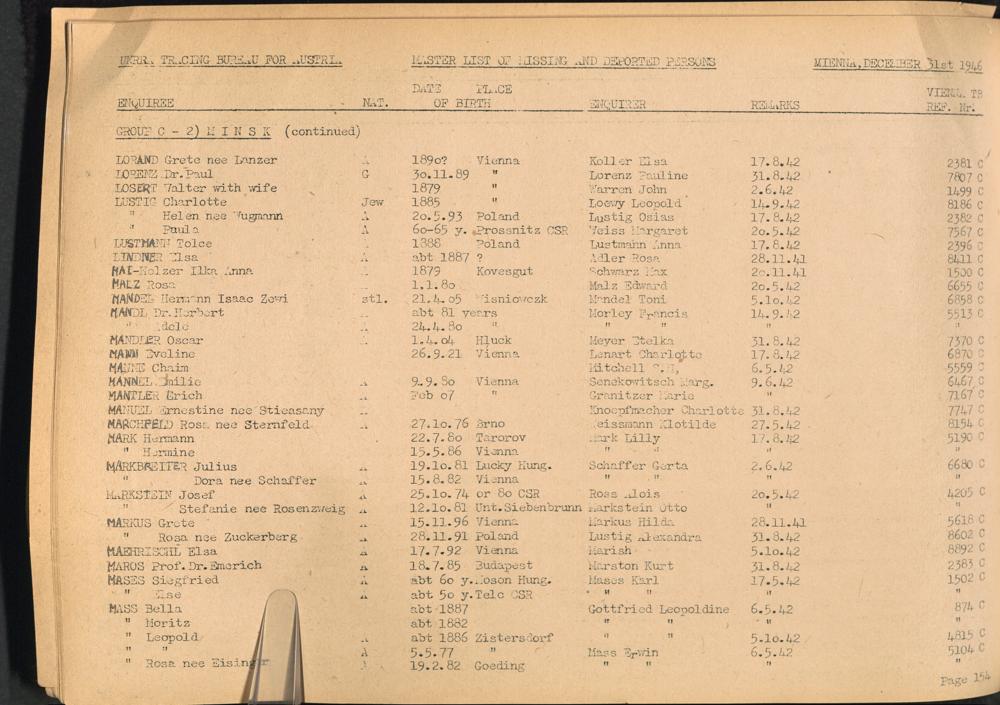 UNRRA TRACING BUREAU FOR AUSTRIA MASTER LIST OF MISSING AND DEPORTED PERSONS VIENNA, DECEMBER 31st 1946
DATE PLACE VIENNA TB
ENQUIREE NAT. OF BIRTH ENQUIRER REMARKS REF. Nr.
GROUP C - 2) M I N S K (continued)
LORAND Grete nee Lanzer A 1890? Vienna Koller Elsa 17.8.42 2381 C
LORENZ Dr.Paul G 30.11.89 " Lorenz Pauline 31.8.42 7807 C
LOSERT Walter with wife 1879 " Warren John 2.6.42 1499 C
LUSTIG Charlotte Jew 1885 " Loewy Leopold 14.9.42 8186 C
" Helen nee Wugmann A 20.5.93 Poland Lustig Osias 17.8.42 2382 C
" Paula A 60-65 y. Prossnitz CSR Weiss Margaret 20.5.42 7567 C
LUSTMANN Tolce A 1888 Poland Lustmann Anna 17.8.42 2396 C
LINDNER Elsa A abt 1887 ? Adler Rosa 28.11.41 8411 C
MAI-Holzer Ilka Anna 1879 Kovesgut Schwarz Max 20.11.41 1500 C
MALZ Rosa 1.1.80 Malz Edward 20.5.42 6655 C
MANDEL Hermann Isaac Zewi stl. 21.4.05 Wisniowczk Mandel Toni 5.10.42 6858 C
MANDL Dr.Herbert abt 81 years Morley Francis 14.9.42 5513 C
" Adele 24.4.80 " " " " "
MANDLER Oscar 1.4.04 Hluck Meyer Etelka 31.8.42 7370 C
MANN Eveline 26.9.21 Vienna Lenart Charlotte 17.8.42 6870 C
Chaim Mitchell 6.5.42 5559 C
MANNEL Emilie A 9.9.80 Vienna Senekowitsch Marg. 9.6.42 6467 C
MANTLER Erich A Feb 07 " Granitzer Marie " 7167 C
MANUEL Ernestine nee Stieasany Knoepfmacher Charlotte 31.8.42 7747 C
MARCHFELD Rosa nee Sternfeld A 27.10.76 Brno Weissmann Klotilde 27.5.42 8154 C
MARK Hermann 22.7.80 Tarorov Mark Lilly 17.8.42 5190 C
" Hermine 15.5.86 Vienna " " " "
MARKBREITER Julius A 19.10.81 Lucky Hung. Schaffer Gerta 2.6.42 6680 C
" Dora nee Schaffer A 15.8.82 Vienna " " " "
MARKSTEIN Josef A 25.10.74 or 80 CSR Ross Alois 20.5.42 4205 C
" Stefanie nee Rosenzweig A 12.10.81 Unt.Siebenbrunn Markstein Otto " "
MARKUS Grete A 15.11.96 Vienna Markus Hilda 28.11.41 5618 C
" Rosa nee Zuckerberg A 28.11.91 Poland Lustig Alexandra 31.8.42 8602 C
MAEHRISCHL Elsa A 17.7.92 Vienna Marish 5.10.42 8892 C
MAROS Prof.Dr.Emerich A 18.7.85 Budapest Marston Kurt 31.8.42 2383 C
MASES Siegfried A abt 60 y. Moson Hung. Mases Karl 17.5.42 1502 C
" Else A abt 50 y. Telc CSR " " " "
MASS Bella abt 1887 Gottfried Leopoldine 6.5.42 874 C
" Moritz abt 1882 " " " "
" Leopold A abt 1886 Zistersdorf " " 5.10.42 4815 C
" " A 5.5.77 " Mass Erwin 6.5.42 5104 C
" Rosa nee Eisinger A 19.2.82 Goeding " " " "
Page 154